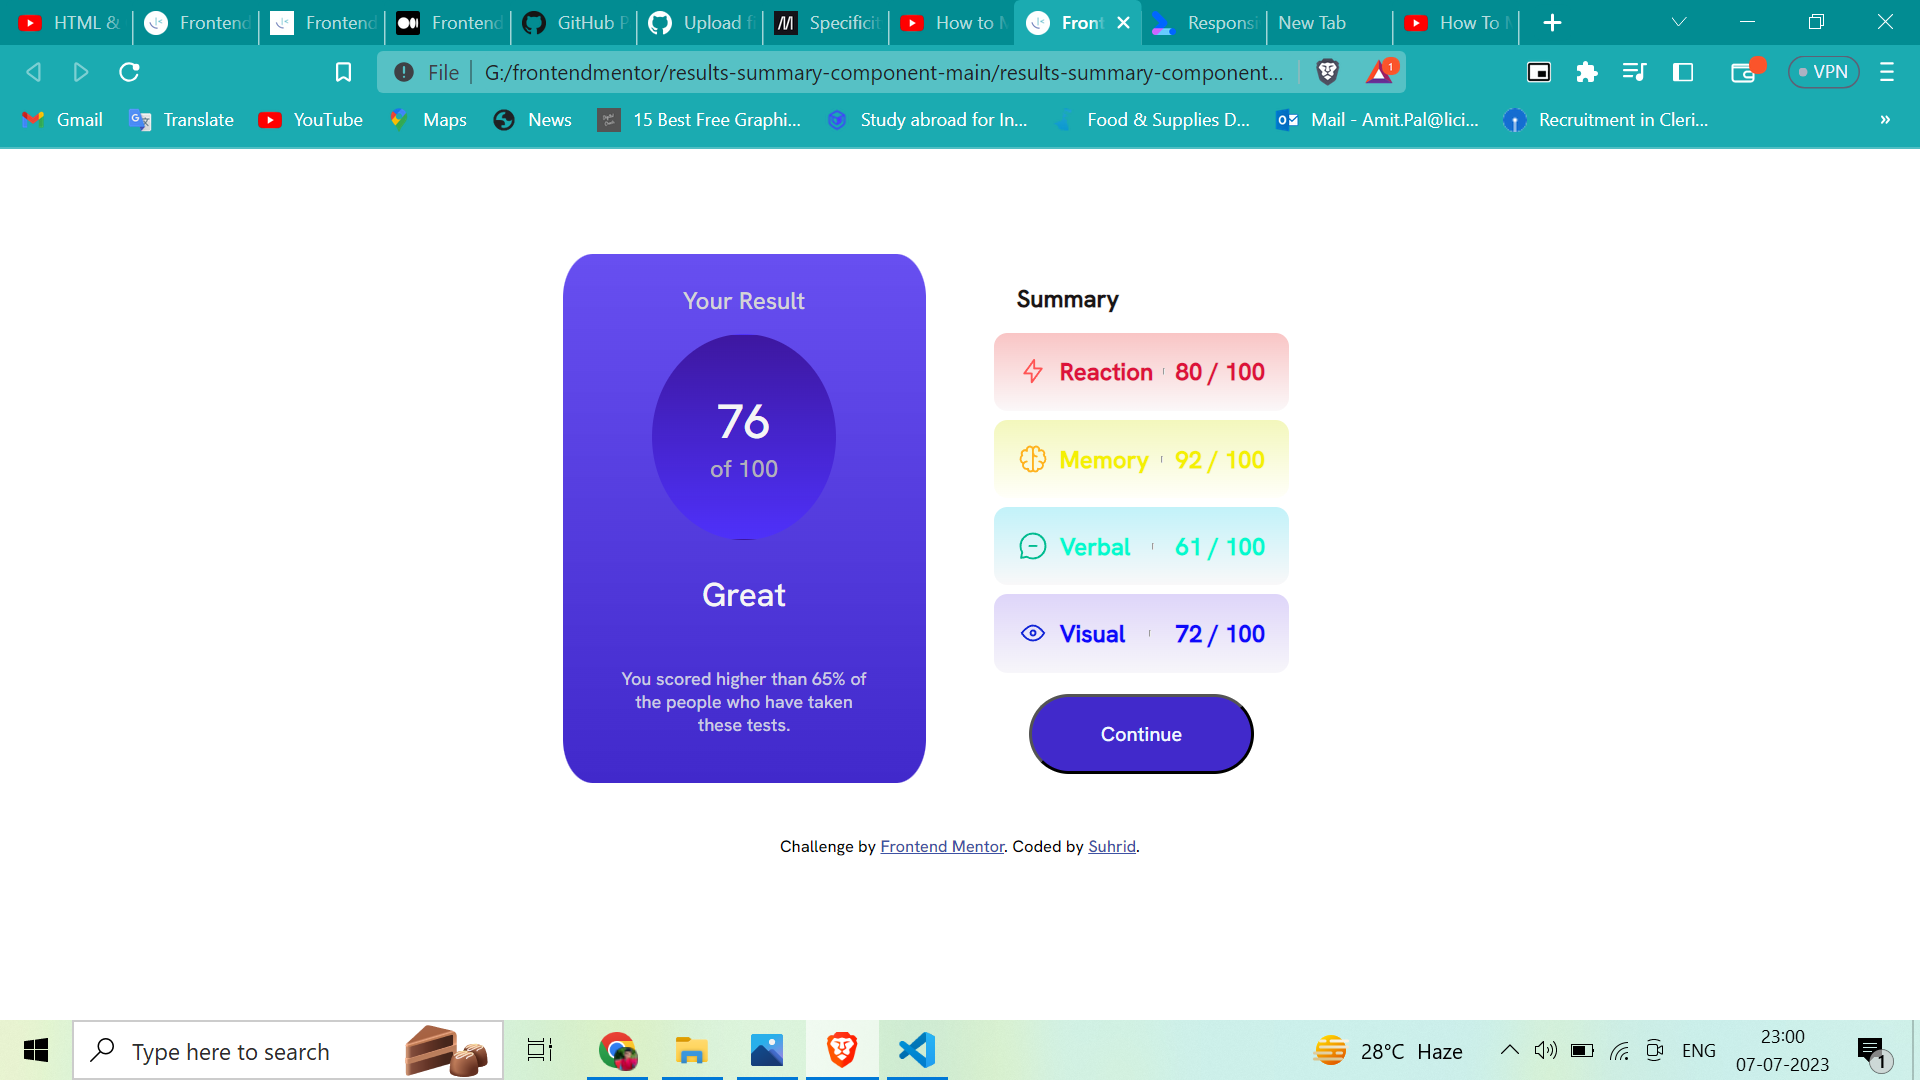 HTML &
Frontend
Frontend
Frontend
GitHub P
Upload fi
Specificit
How to M
Front
Responsi
New Tab
How To M
File
G:/frontendmentor/results-summary-component-main/results-summary-component...
1
VPN
Gmail
Translate
YouTube
Maps
News
15 Best Free Graphi...
Study abroad for In...
Food & Supplies D...
Mail - Amit.Pal@lici...
Recruitment in Cleri...
»
Your Result
76
of 100
Great
You scored higher than 65% of
the people who have taken
these tests.
Summary
Reaction 80 / 100
Memory 92 / 100
Verbal 61 / 100
Visual 72 / 100
Continue
Challenge by Frontend Mentor. Coded by Suhrid.
Type here to search
28°C Haze
ENG
23:00
07-07-2023
1